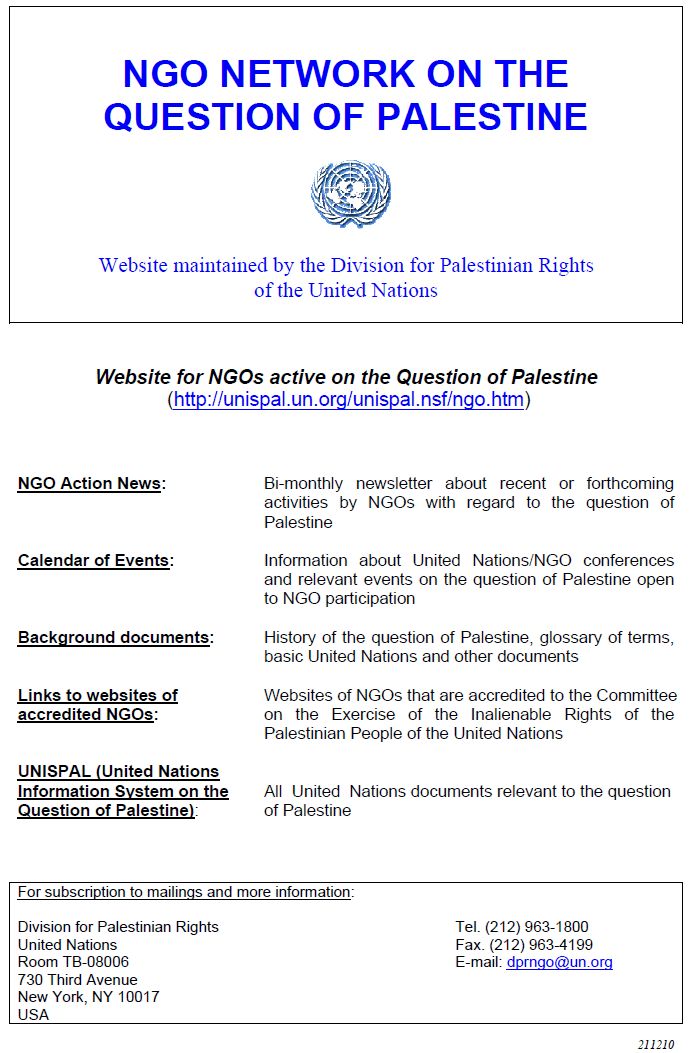 NGO NETWORK ON THE
QUESTION OF PALESTINE
Website maintained by the Division for Palestinian Rights
of the United Nations
Website for NGOs active on the Question of Palestine
(http://unispal.un.org/unispal.nsf/ngo.htm)
NGO Action News:
Bi-monthly newsletter about recent or forthcoming
activities by NGOs with regard to the question of
Palestine
Calendar of Events:
Information about United Nations/NGO conferences
and relevant events on the question of Palestine open
to NGO participation
Background documents:
History of the question of Palestine, glossary of terms,
basic United Nations and other documents
Links to websites of
accredited NGOs:
Websites of NGOs that are accredited to the Committee
on the Exercise of the Inalienable Rights of the
Palestinian People of the United Nations
UNISPAL (United Nations
Information System on the
Question of Palestine):
All United Nations documents relevant to the question
of Palestine
For subscription to mailings and more information:
Division for Palestinian Rights
United Nations
Room TB-08006
730 Third Avenue
New York, NY 10017
USA
Tel. (212) 963-1800
Fax. (212) 963-4199
E-mail: dprngo@un.org
211210